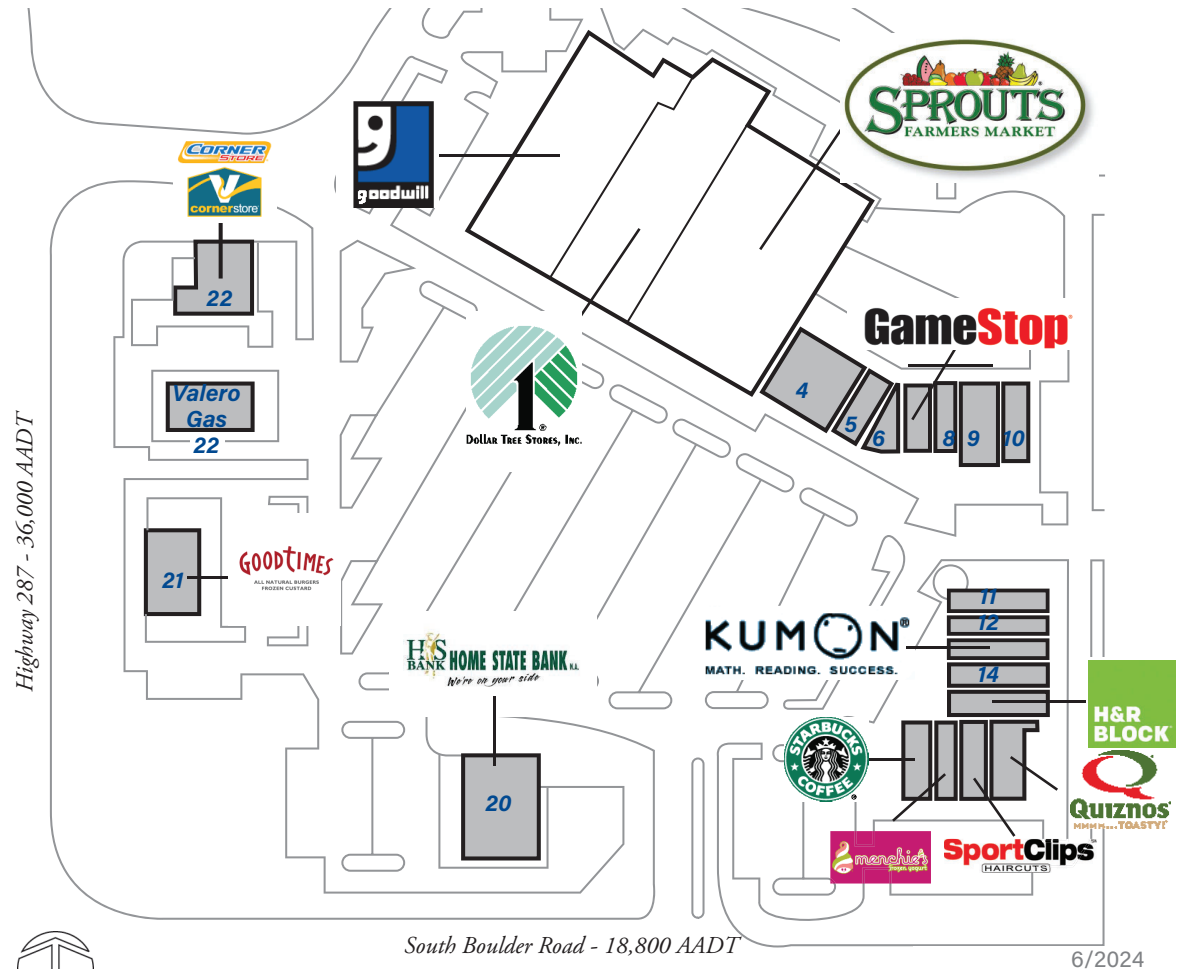 SPROUTS
FARMERS MARKET
goodwill
CORNER
STORE
cornerstore
22
GameStop
Valero
Gas
22
1
Dollar Tree Stores, Inc.
4
5
6
8
9
10
Highway 287 - 36,000 AADT
21
GOODTIMES
ALL NATURAL BURGERS
FROZEN CUSTARD
11
12
KUMON®
MATH. READING. SUCCESS.
14
HS
BANK
HOME STATE BANK N.A.
We're on your side
H&R
BLOCK
STARBUCKS
COFFEE
20
Quiznos
MMMM...TOASTY!
menchie's
frozen yogurt
SportClips
HAIRCUTS
South Boulder Road - 18,800 AADT
6/2024